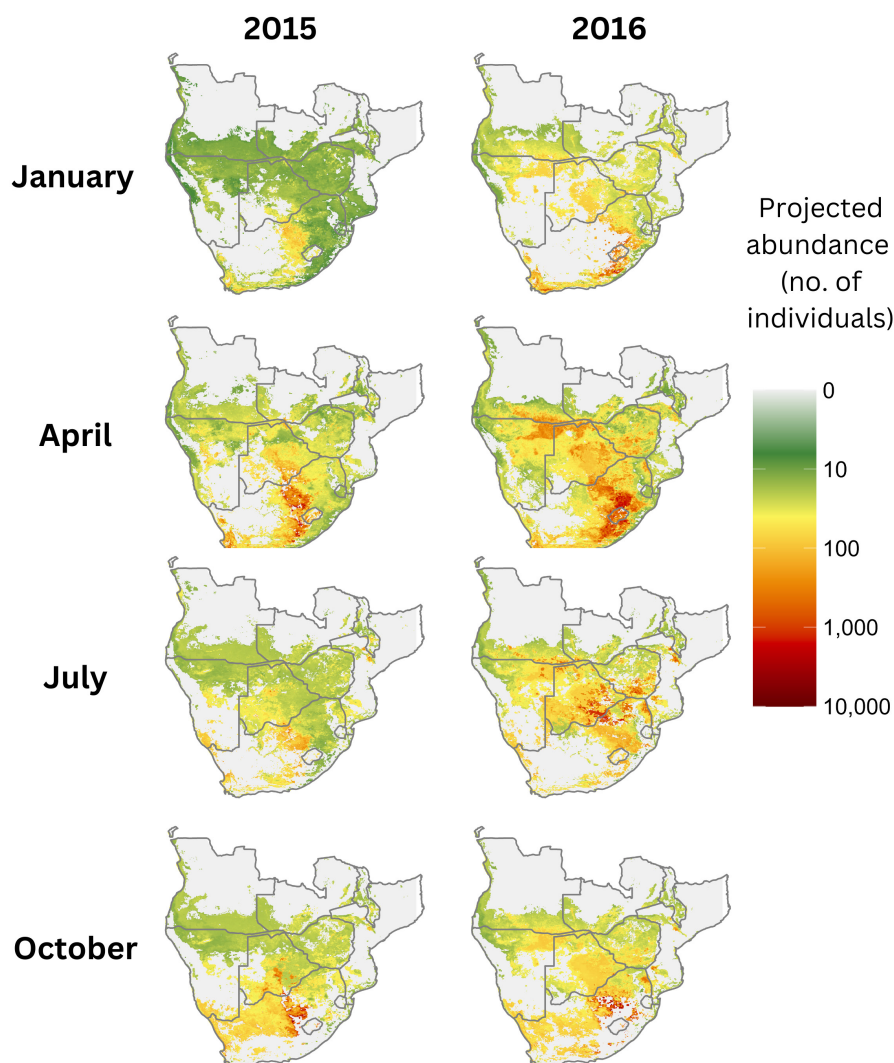 2015 2016
January
Projected
abundance
(no. of
individuals)
0
April
10
100
1,000
July
10,000
October